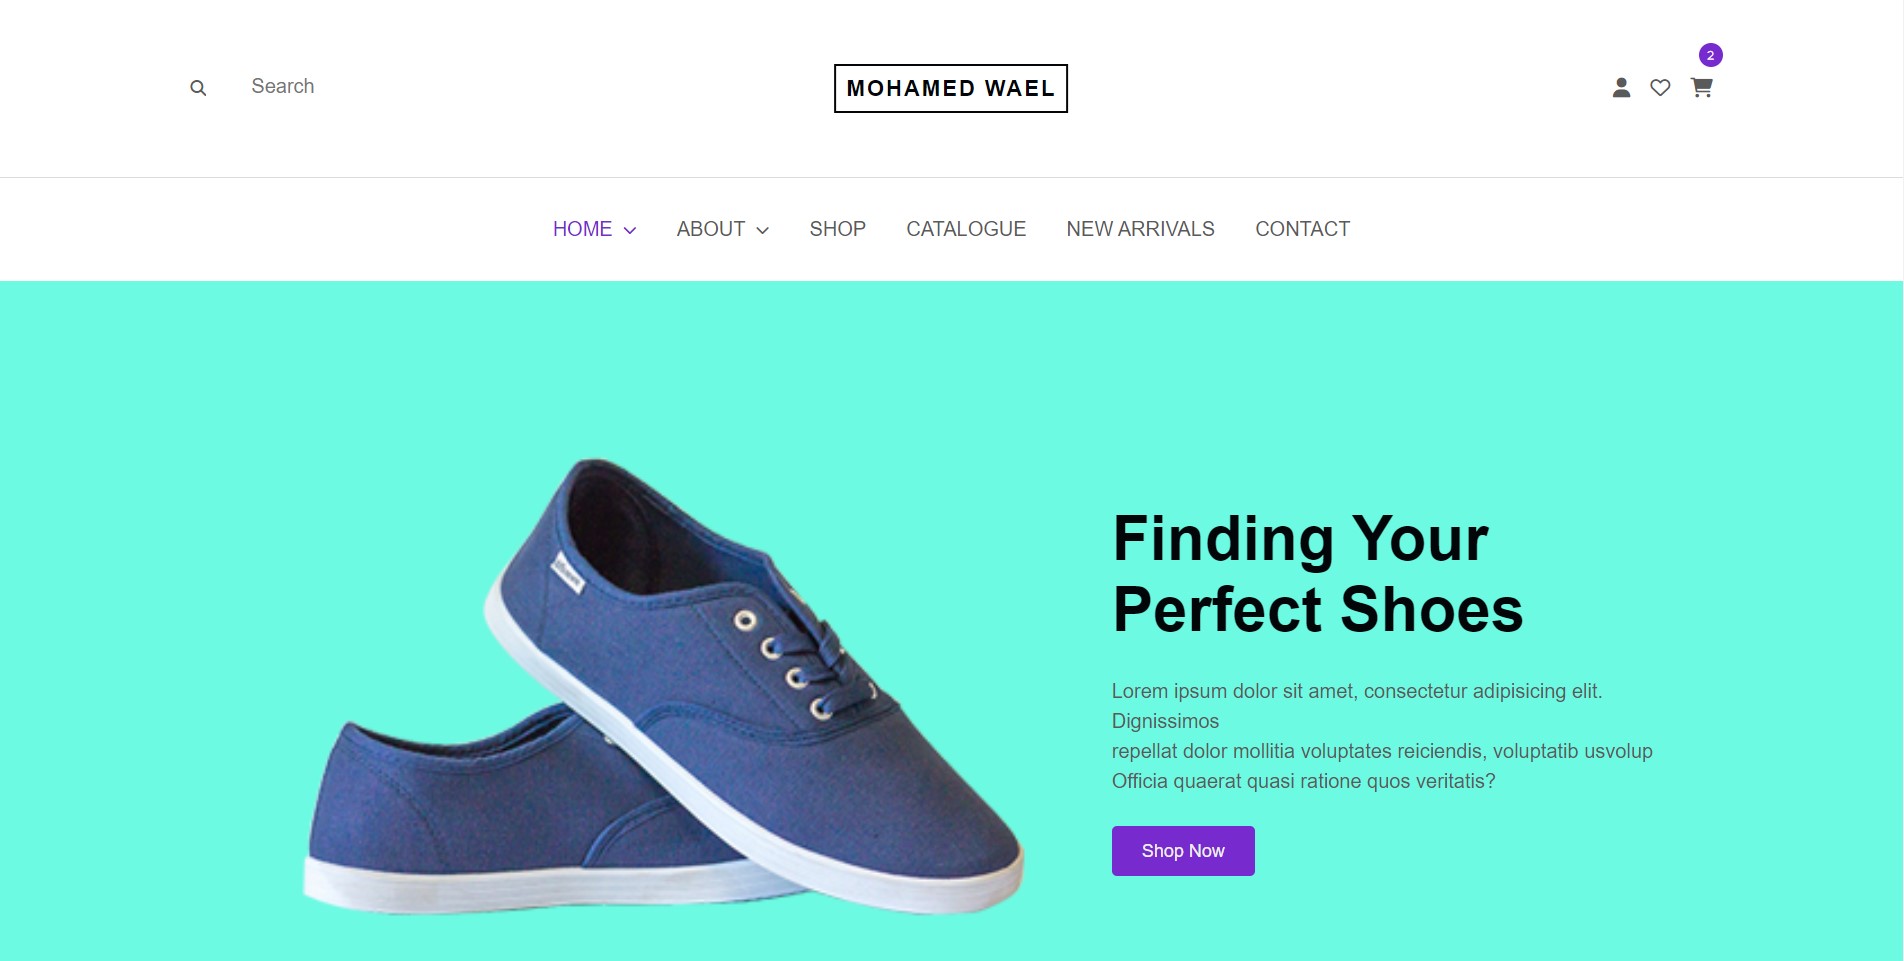 Search
MOHAMED WAEL
2
HOME
ABOUT
SHOP
CATALOGUE
NEW ARRIVALS
CONTACT
Finding Your
Perfect Shoes
Lorem ipsum dolor sit amet, consectetur adipisicing elit.
Dignissimos
repellat dolor mollitia voluptates reiciendis, voluptatib usvolup
Officia quaerat quasi ratione quos veritatis?
Shop Now